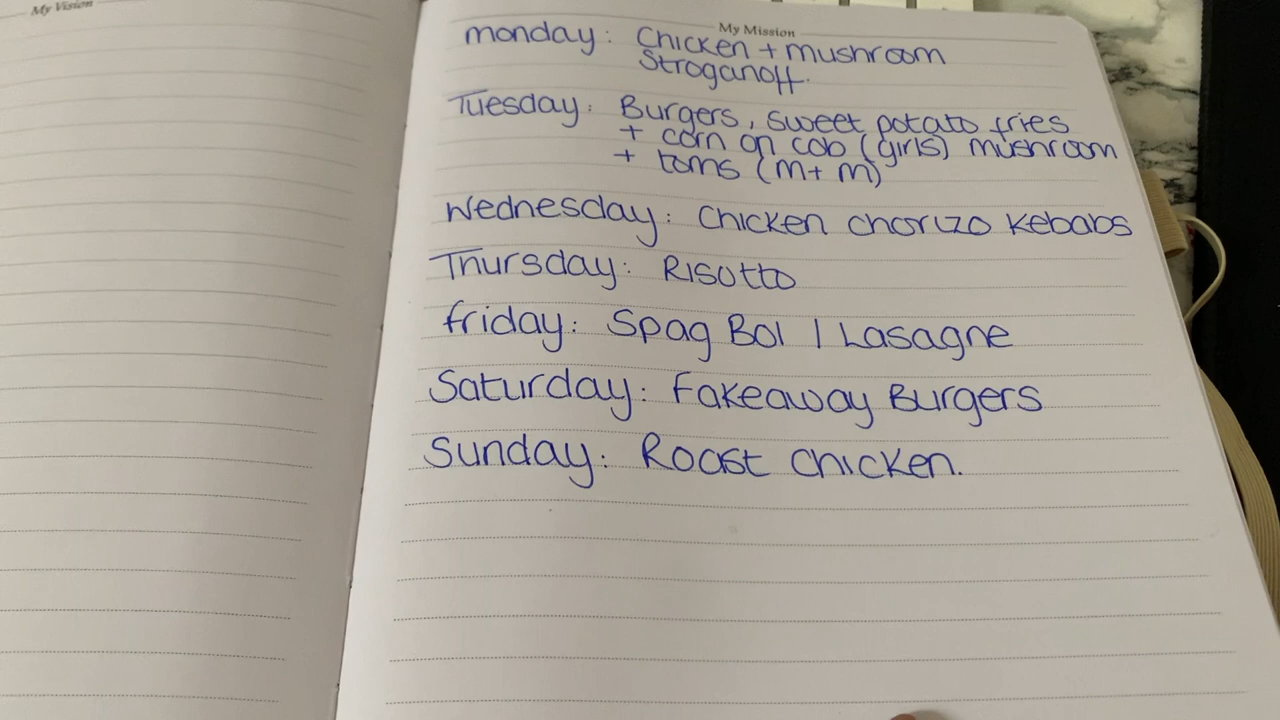 My Vision
My Mission
monday: Chicken + mushroom
Stroganoff.
Tuesday: Burgers, sweet potato fries
+ corn on cob (girls) mushroom
+ toms (m+m)
Wednesday: Chicken chorizo kebabs
Thursday: Risotto
friday: Spag Bol | Lasagne
Saturday: Fakeaway Burgers
Sunday: Roast chicken.